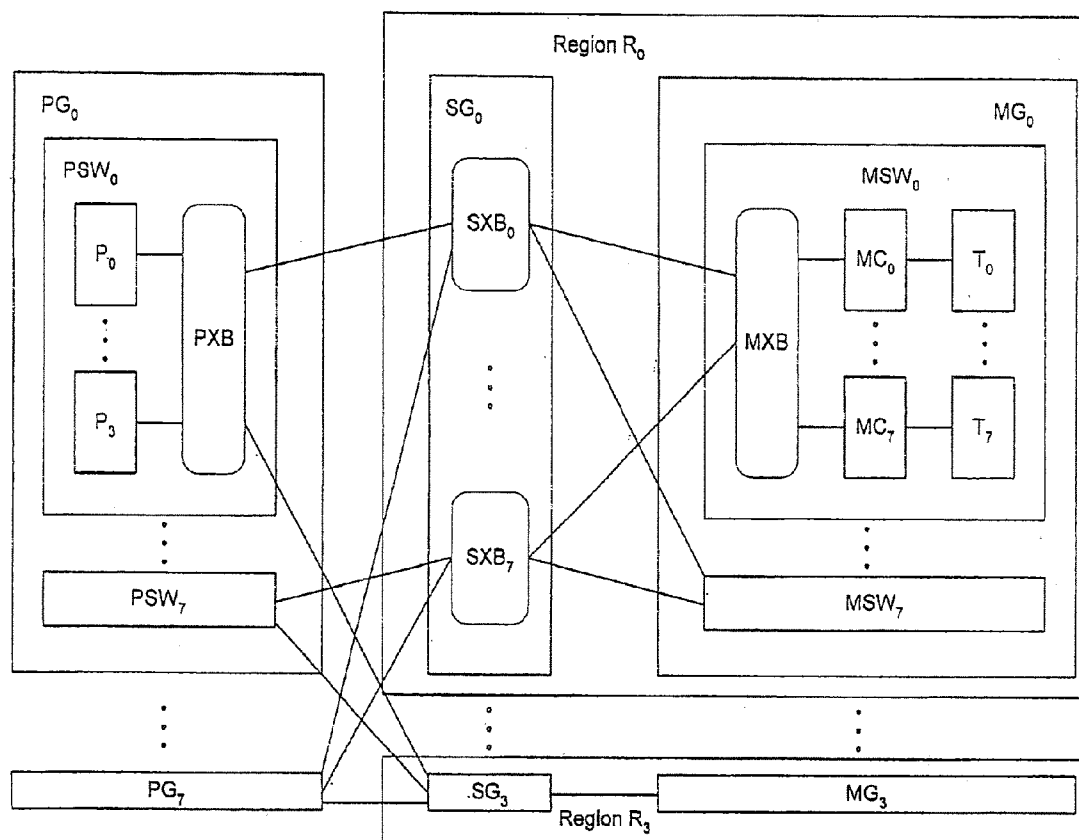 Region R₀
PG₀
SG₀
MG₀
PSW₀
MSW₀
P₀
PXB
P₃
SXB₀
SXB₇
MXB
MC₀
T₀
MC₇
T₇
PSW₇
MSW₇
PG₇
.SG₃
MG₃
Region R₃